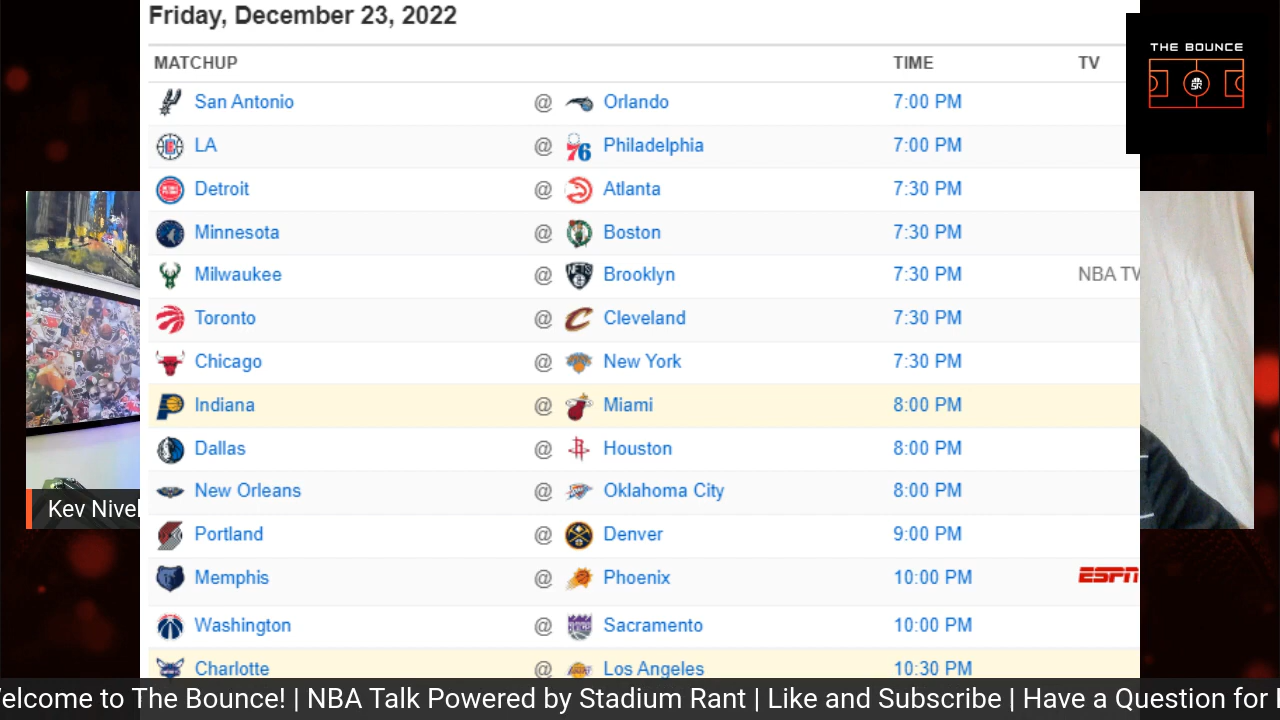 Friday, December 23, 2022
MATCHUP TIME TV
THE BOUNCE
San Antonio @ Orlando 7:00 PM
SR
LA @ 76 Philadelphia 7:00 PM
Detroit @ Atlanta 7:30 PM
Minnesota @ Boston 7:30 PM
Milwaukee @ NETS Brooklyn 7:30 PM NBA TV
Toronto @ Cleveland 7:30 PM
Chicago @ New York 7:30 PM
Indiana @ Miami 8:00 PM
Dallas @ Houston 8:00 PM
New Orleans @ Oklahoma City 8:00 PM
Kev Nivel
Portland @ Denver 9:00 PM
Memphis @ Phoenix 10:00 PM ESPN
Washington @ Sacramento 10:00 PM
Charlotte @ Los Angeles 10:30 PM
elcome to The Bounce! | NBA Talk Powered by Stadium Rant | Like and Subscribe | Have a Question for